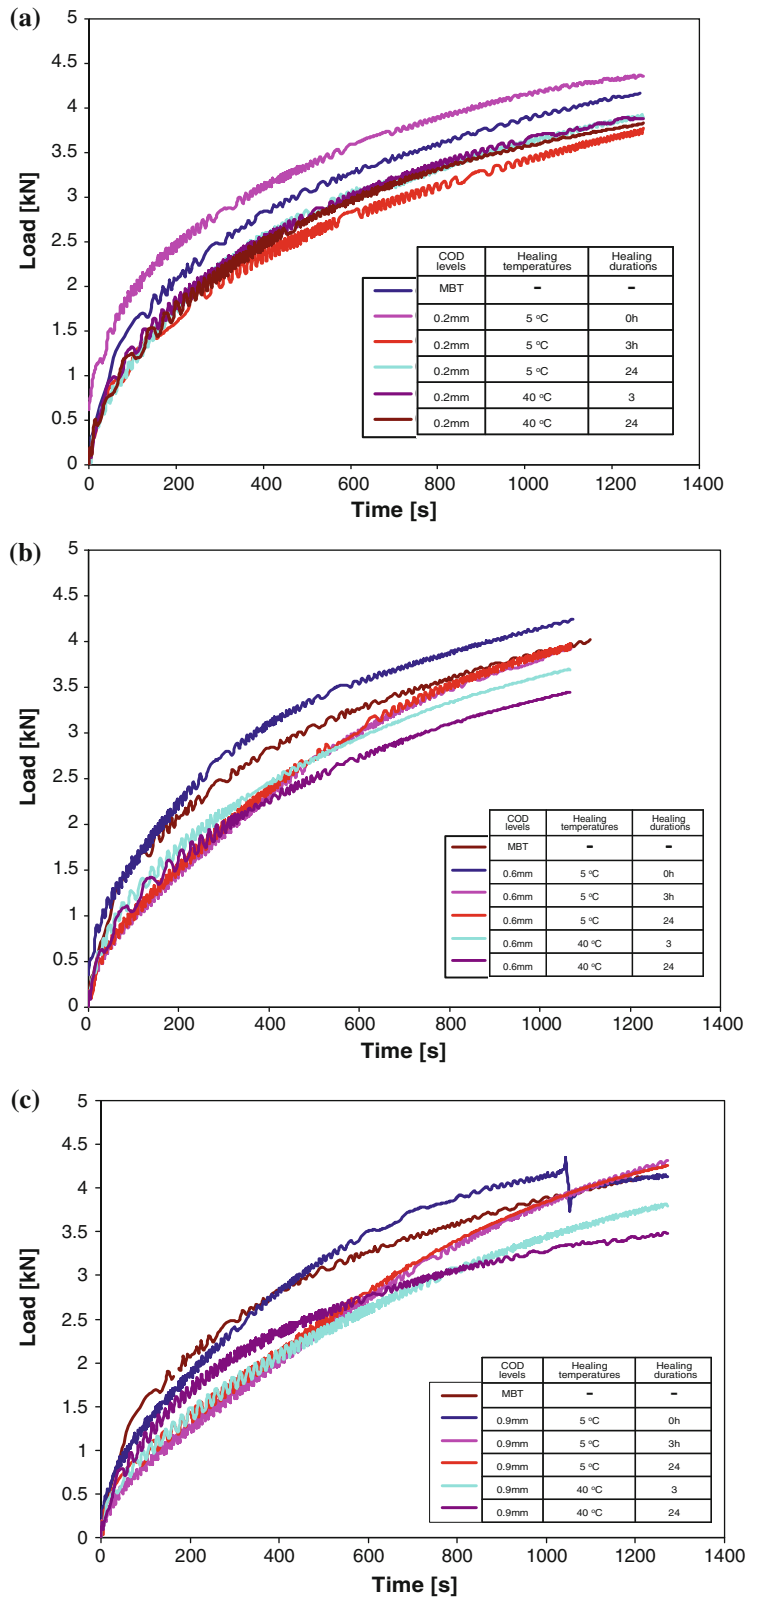 (a)
5
4.5
4
3.5
3
2.5
2
1.5
1
0.5
0
Load [kN]
0 200 400 600 800 1000 1200 1400
Time [s]
COD levels Healing temperatures Healing durations
MBT - -
0.2mm 5 °C 0h
0.2mm 5 °C 3h
0.2mm 5 °C 24
0.2mm 40 °C 3
0.2mm 40 °C 24
(b)
5
4.5
4
3.5
3
2.5
2
1.5
1
0.5
0
Load [kN]
0 200 400 600 800 1000 1200 1400
Time [s]
COD levels Healing temperatures Healing durations
MBT - -
0.6mm 5 °C 0h
0.6mm 5 °C 3h
0.6mm 5 °C 24
0.6mm 40 °C 3
0.6mm 40 °C 24
(c)
5
4.5
4
3.5
3
2.5
2
1.5
1
0.5
0
Load [kN]
0 200 400 600 800 1000 1200 1400
Time [s]
COD levels Healing temperatures Healing durations
MBT - -
0.9mm 5 °C 0h
0.9mm 5 °C 3h
0.9mm 5 °C 24
0.9mm 40 °C 3
0.9mm 40 °C 24